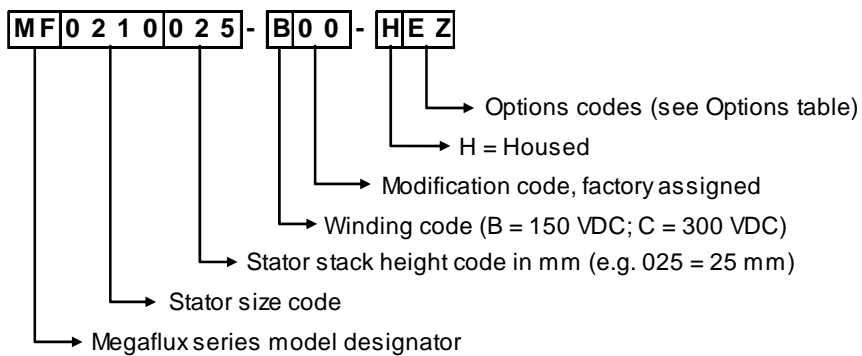 MF0210025-B00-HEZ
Options codes (see Options table)
H = Housed
Modification code, factory assigned
Winding code (B = 150 VDC; C = 300 VDC)
Stator stack height code in mm (e.g. 025 = 25 mm)
Stator size code
Megaflux series model designator